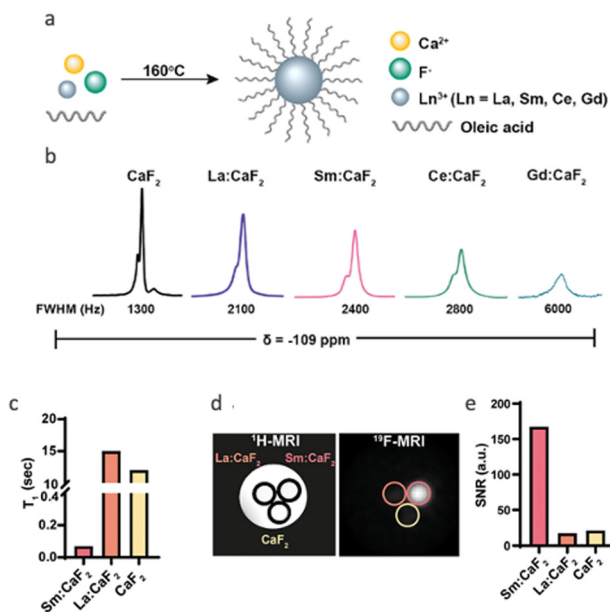 a
160°C
Ca²⁺
F⁻
Ln³⁺ (Ln = La, Sm, Ce, Gd)
Oleic acid
b
CaF₂ La:CaF₂ Sm:CaF₂ Ce:CaF₂ Gd:CaF₂
FWHM (Hz) 1300 2100 2400 2800 6000
δ = -109 ppm
c
T₁ (sec)
20
15
10
0.4
0.2
0.0
Sm:CaF₂
La:CaF₂
CaF₂
d
¹H-MRI
La:CaF₂ Sm:CaF₂
CaF₂
¹⁹F-MRI
e
SNR (a.u.)
200
150
100
50
0
Sm:CaF₂
La:CaF₂
CaF₂